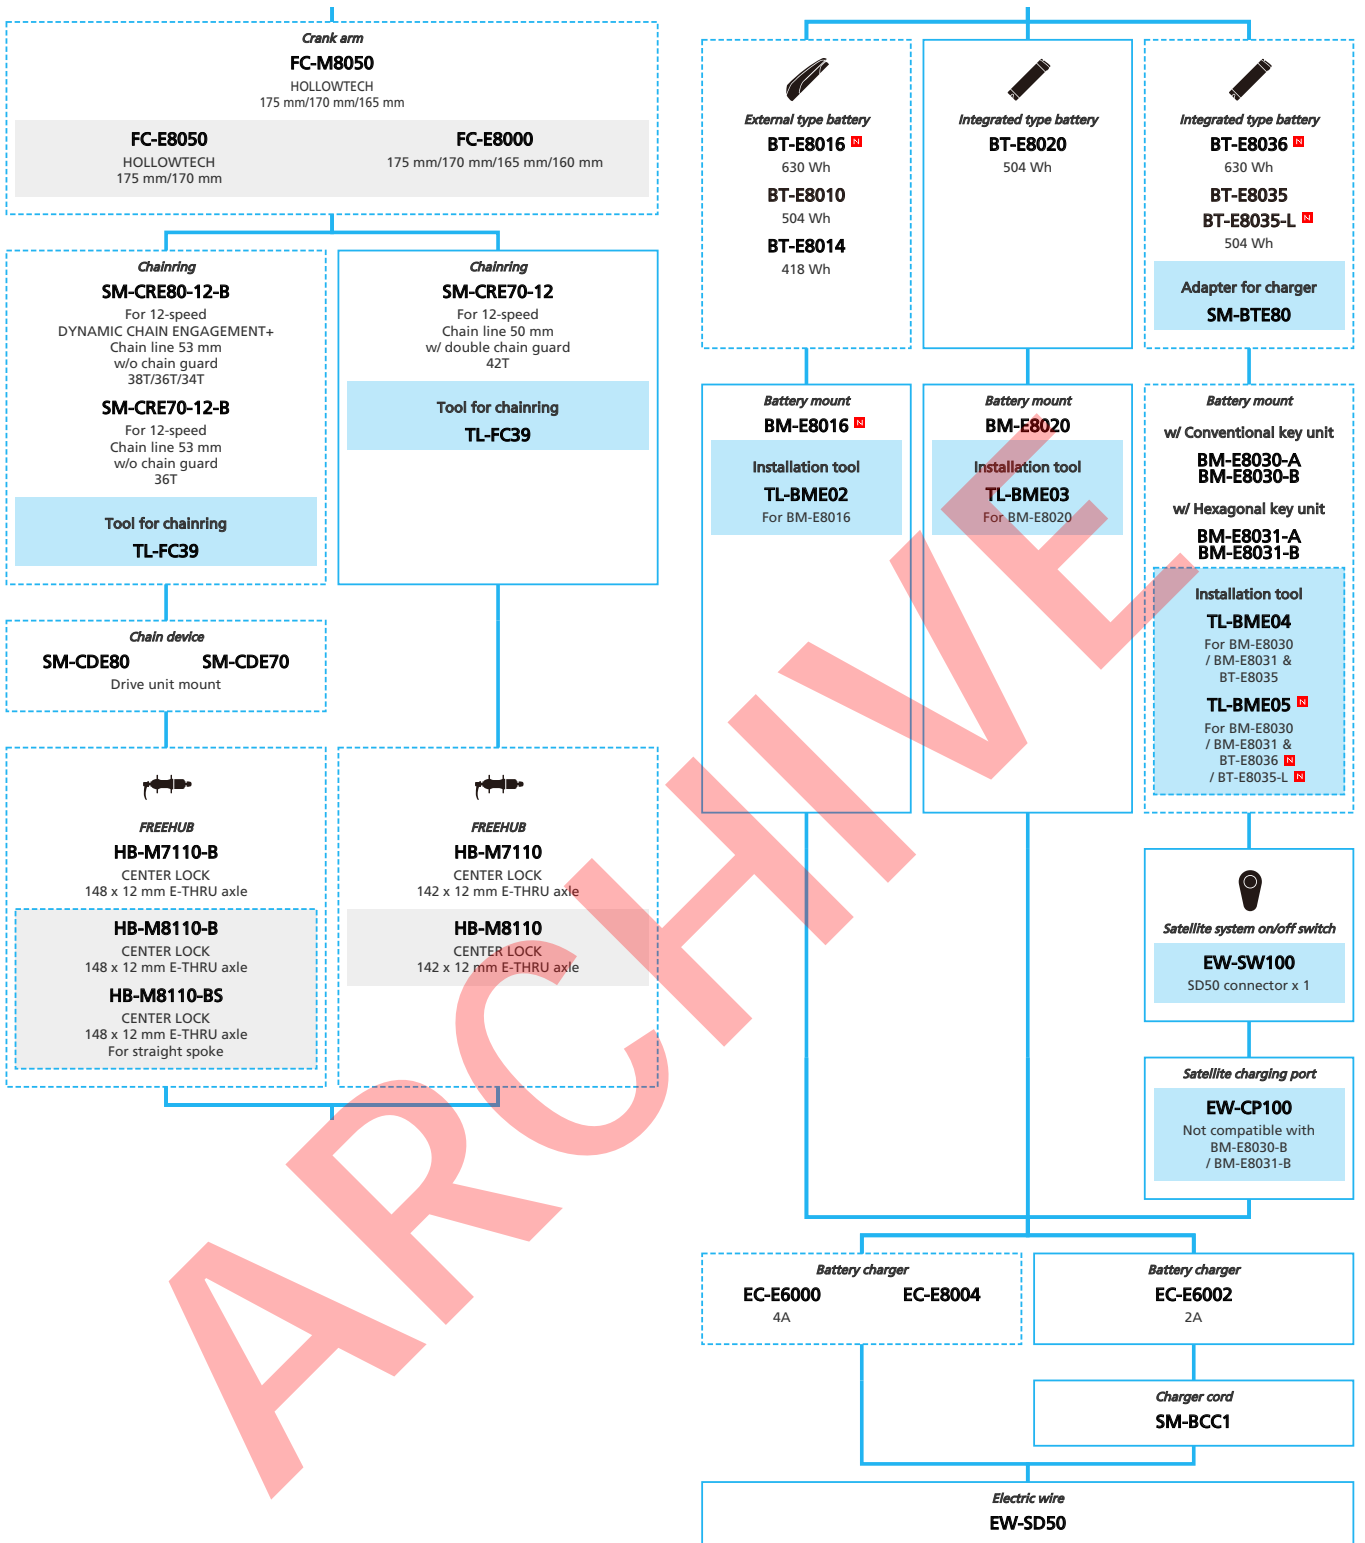 Crank arm
FC-M8050
HOLLOWTECH
175 mm/170 mm/165 mm
FC-E8050
HOLLOWTECH
175 mm/170 mm
FC-E8000
175 mm/170 mm/165 mm/160 mm
Chainring
SM-CRE80-12-B
For 12-speed
DYNAMIC CHAIN ENGAGEMENT+
Chain line 53 mm
w/o chain guard
38T/36T/34T
SM-CRE70-12-B
For 12-speed
Chain line 53 mm
w/o chain guard
36T
Tool for chainring
TL-FC39
Chainring
SM-CRE70-12
For 12-speed
Chain line 50 mm
w/ double chain guard
42T
Tool for chainring
TL-FC39
Chain device
SM-CDE80 SM-CDE70
Drive unit mount
FREEHUB
HB-M7110-B
CENTER LOCK
148 x 12 mm E-THRU axle
HB-M8110-B
CENTER LOCK
148 x 12 mm E-THRU axle
HB-M8110-BS
CENTER LOCK
148 x 12 mm E-THRU axle
For straight spoke
FREEHUB
HB-M7110
CENTER LOCK
142 x 12 mm E-THRU axle
HB-M8110
CENTER LOCK
142 x 12 mm E-THRU axle
External type battery
BT-E8016 N
630 Wh
BT-E8010
504 Wh
BT-E8014
418 Wh
Integrated type battery
BT-E8020
504 Wh
Integrated type battery
BT-E8036 N
630 Wh
BT-E8035
BT-E8035-L N
504 Wh
Adapter for charger
SM-BTE80
Battery mount
BM-E8016 N
Installation tool
TL-BME02
For BM-E8016
Battery mount
BM-E8020
Installation tool
TL-BME03
For BM-E8020
Battery mount
w/ Conventional key unit
BM-E8030-A
BM-E8030-B
w/ Hexagonal key unit
BM-E8031-A
BM-E8031-B
Installation tool
TL-BME04
For BM-E8030
/ BM-E8031 &
BT-E8035
TL-BME05 N
For BM-E8030
/ BM-E8031 &
BT-E8036 N
/ BT-E8035-L N
Satellite system on/off switch
EW-SW100
SD50 connector x 1
Satellite charging port
EW-CP100
Not compatible with
BM-E8030-B
/ BM-E8031-B
Battery charger
EC-E6000 EC-E8004
4A
Battery charger
EC-E6002
2A
Charger cord
SM-BCC1
Electric wire
EW-SD50
ARCHIVE